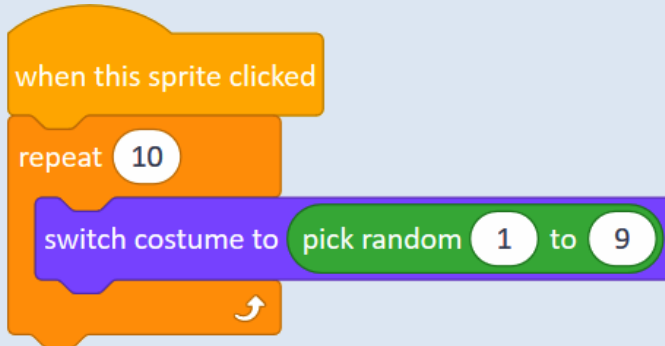 when this sprite clicked
repeat 10
switch costume to pick random 1 to 9